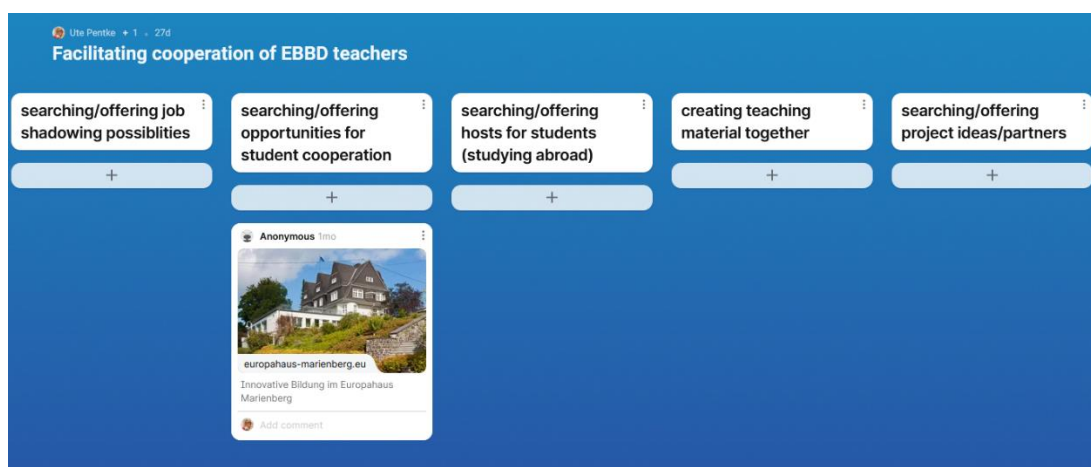 Ute Pentke + 1 . 27d
Facilitating cooperation of EBBD teachers
searching/offering job
shadowing possiblities
+
searching/offering
opportunities for
student cooperation
+
Anonymous 1mo
europahaus-marienberg.eu
Innovative Bildung im Europahaus
Marienberg
Add comment
searching/offering
hosts for students
(studying abroad)
+
creating teaching
material together
+
searching/offering
project ideas/partners
+